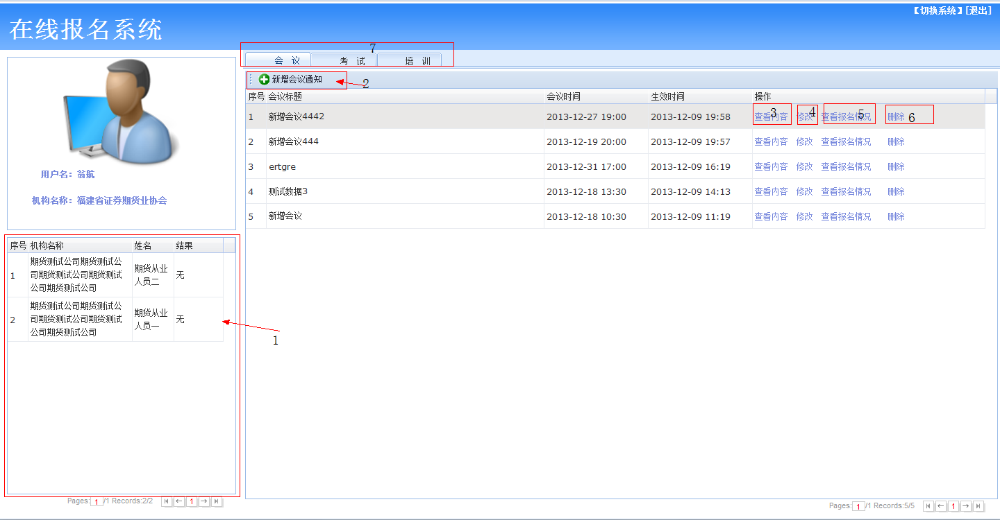 【切换系统】[退出]
在线报名系统
7
会 议 考 试 培 训
用户名：翁航
机构名称：福建省证券期货业协会
新增会议通知
2
序号 会议标题 会议时间 生效时间 操作
1 新增会议4442 2013-12-27 19:00 2013-12-09 19:58 查看内容 修改 查看报名情况 删除
3 4 5 6
2 新增会议444 2013-12-19 20:00 2013-12-09 19:57 查看内容 修改 查看报名情况 删除
3 ertgre 2013-12-31 17:00 2013-12-09 16:19 查看内容 修改 查看报名情况 删除
4 测试数据3 2013-12-18 13:30 2013-12-09 14:13 查看内容 修改 查看报名情况 删除
5 新增会议 2013-12-18 10:30 2013-12-09 11:19 查看内容 修改 查看报名情况 删除
序号 机构名称 姓名 结果
1 期货测试公司期货测试公
司期货测试公司期货测试
公司期货测试公司
期货从业
人员二
无
2 期货测试公司期货测试公
司期货测试公司期货测试
公司期货测试公司
期货从业
人员一
无
1
Pages: 1 /1 Records:2/2 1
Pages: 1 /1 Records:5/5 1